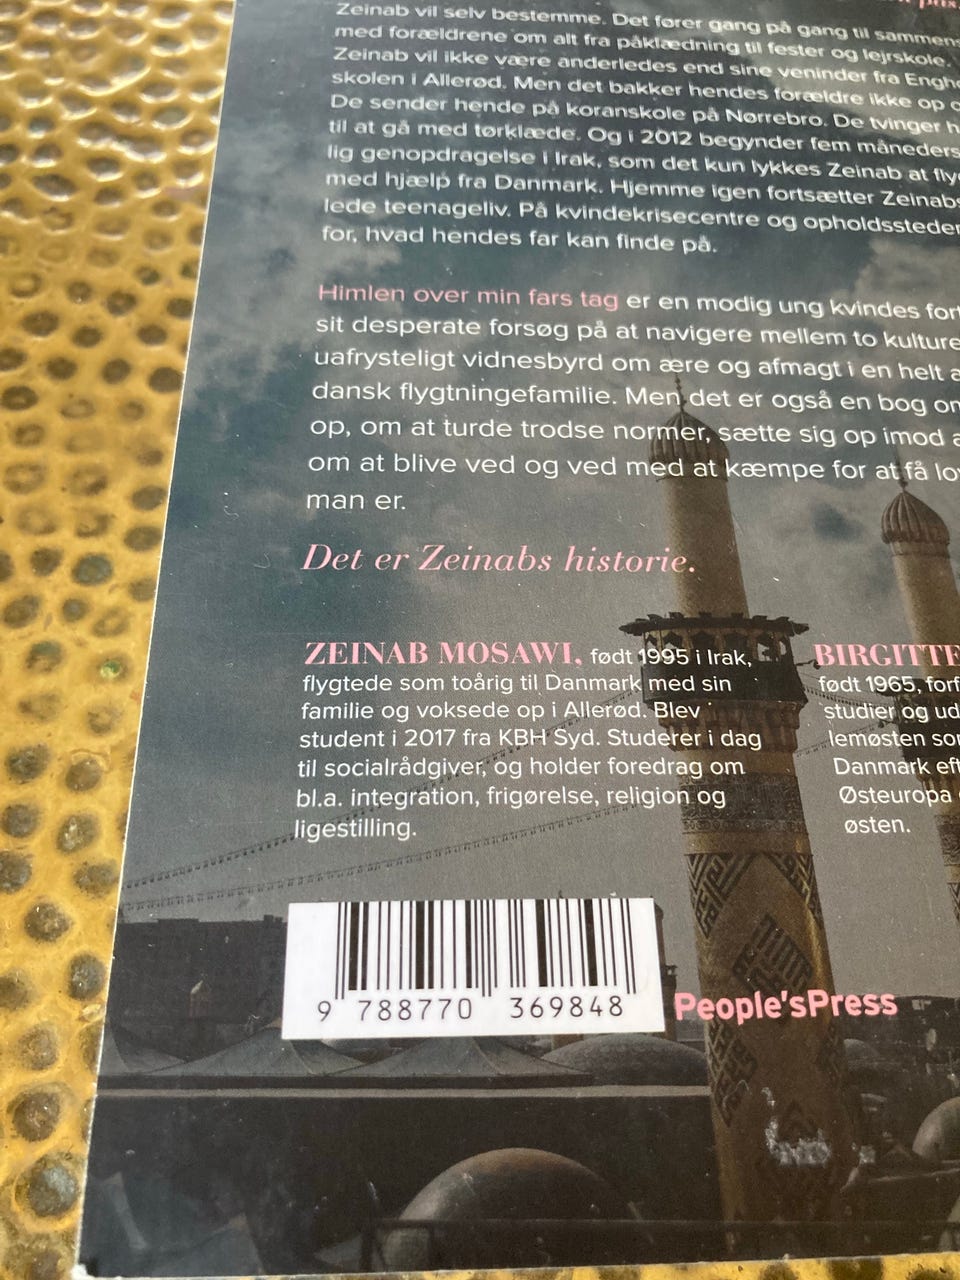 Zeinab vil selv bestemme. Det fører gang på gang til
med forældrene om alt fra påklædning til fester og lejrskole.
Zeinab vil ikke være anderledes end sine veninder fra
skolen i Allerød. Men det bakker hendes forældre ikke op
De sender hende på koranskole på Nørrebro. De tvinger
til at gå med tørklæde. Og i 2012 begynder fem
lig genopdragelse i Irak, som det kun lykkes Zeinab at
med hjælp fra Danmark. Hjemme igen fortsætter Zeinabs
lede teenageliv. På kvindekrisecentre og opholdssteder
for, hvad hendes far kan finde på.
Himlen over min fars tag er en modig ung kvindes
sit desperate forsøg på at navigere mellem to
uafrysteligt vidnesbyrd om ære og afmagt i en helt
dansk flygtningefamilie. Men det er også en bog
op, om at turde trodse normer, sætte sig op imod
om at blive ved og ved med at kæmpe for at få
man er.
Det er Zeinabs historie.
ZEINAB MOSAWI, født 1995 i Irak,
flygtede som toårig til Danmark med sin
familie og voksede op i Allerød. Blev
student i 2017 fra KBH Syd. Studerer i dag
til socialrådgiver, og holder foredrag om
bl.a. integration, frigørelse, religion og
ligestilling.
BIRGITTE
født 1965,
studier og
Danmark
Østeuropa
østen.
9 788770 369848
People'sPress